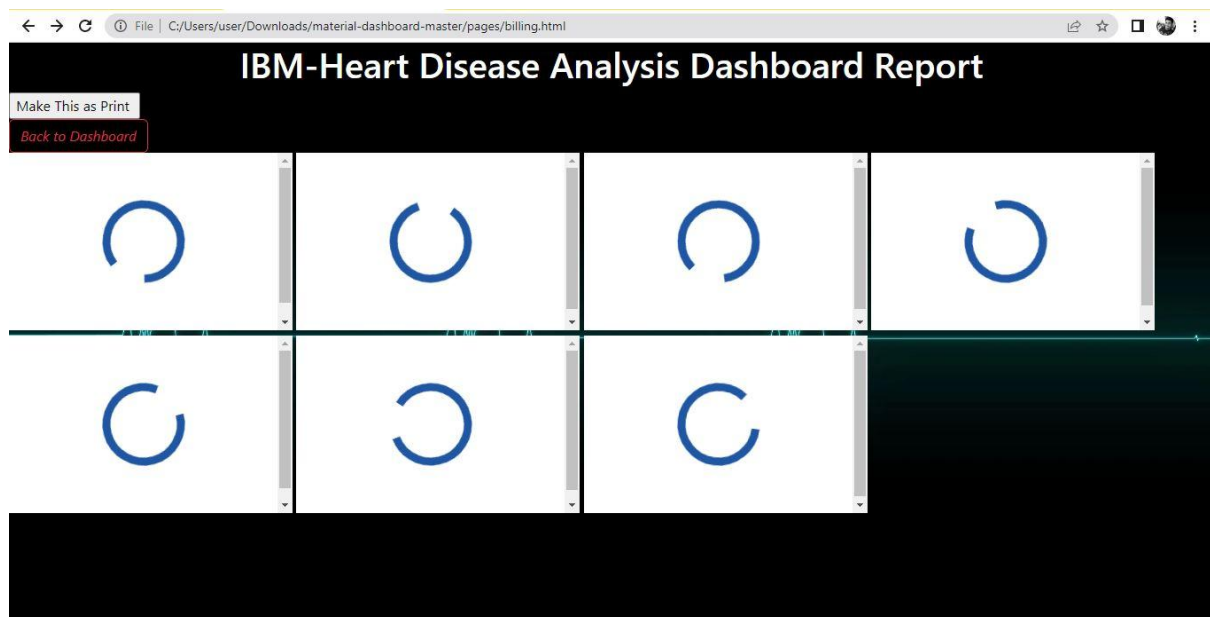 File | C:/Users/user/Downloads/material-dashboard-master/pages/billing.html
IBM-Heart Disease Analysis Dashboard Report
Make This as Print
Back to Dashboard